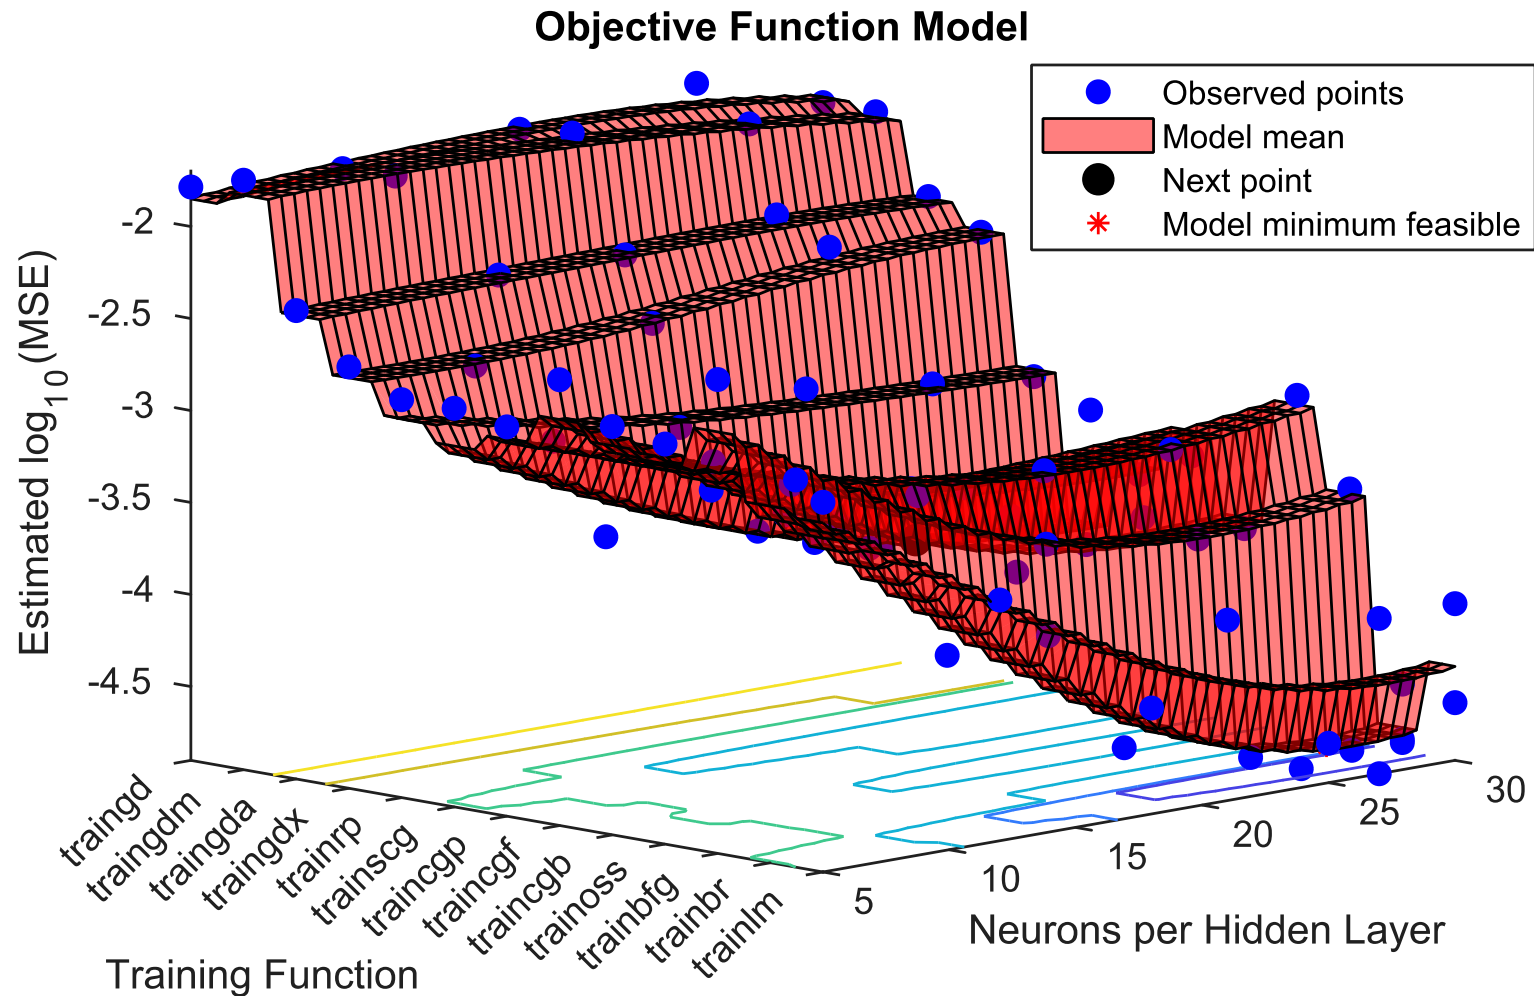 Objective Function Model
Observed points
Model mean
Next point
Model minimum feasible
Estimated log10(MSE)
-2
-2.5
-3
-3.5
-4
-4.5
traingd
traingdm
traingda
traingdx
trainrp
trainscg
traincgp
traincgf
traincgb
trainoss
trainbfg
trainbr
trainlm
Training Function
5
10
15
20
25
30
Neurons per Hidden Layer